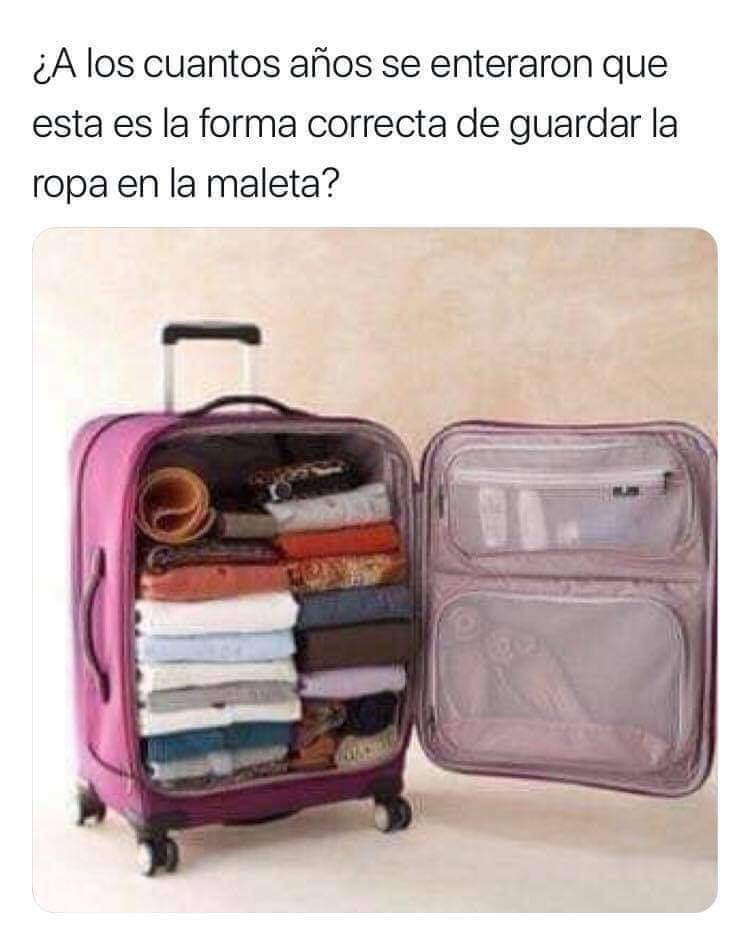 ¿A los cuantos años se enteraron que
esta es la forma correcta de guardar la
ropa en la maleta?